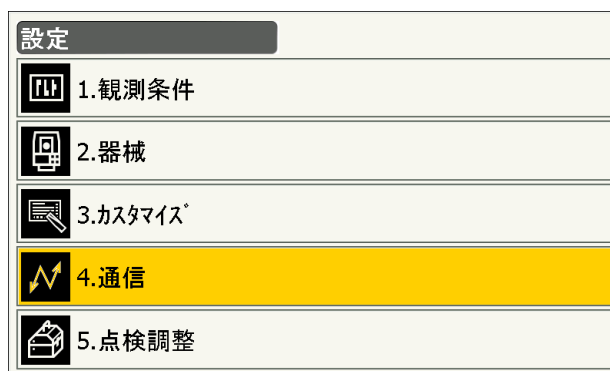 設定
1.観測条件
2.器械
3.ｶｽﾀﾏｲｽﾞ
4.通信
5.点検調整